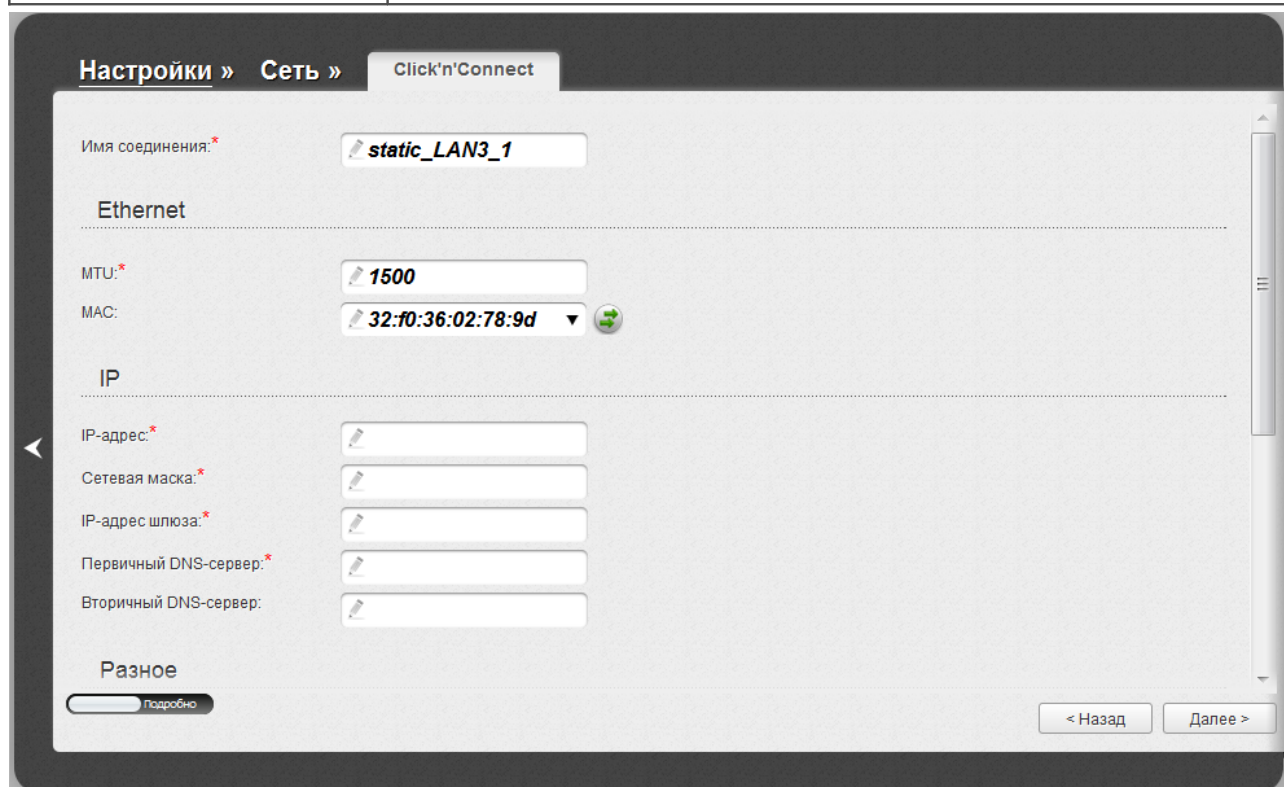 Настройки » Сеть » Click'n'Connect
Имя соединения:* static_LAN3_1
Ethernet
MTU:* 1500
MAC: 32:f0:36:02:78:9d
IP
IP-адрес:*
Сетевая маска:*
IP-адрес шлюза:*
Первичный DNS-сервер:*
Вторичный DNS-сервер:
Разное
Подробно
< Назад Далее >